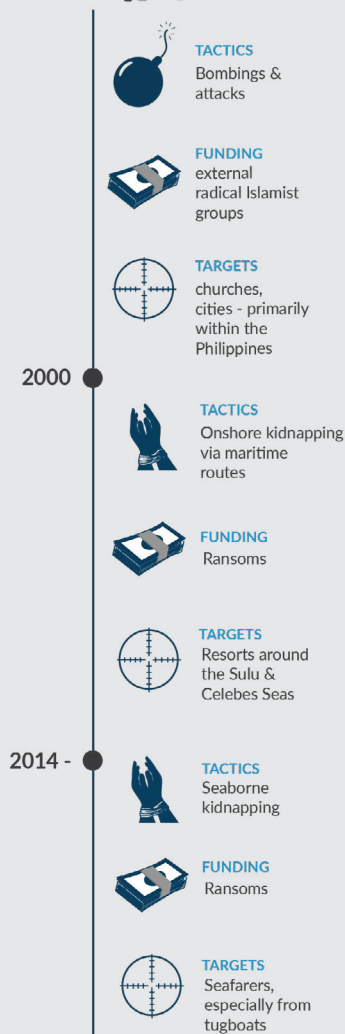 TACTICS
Bombings &
attacks
FUNDING
external
radical Islamist
groups
TARGETS
churches,
cities - primarily
within the
Philippines
2000
TACTICS
Onshore kidnapping
via maritime
routes
FUNDING
Ransoms
TARGETS
Resorts around
the Sulu &
Celebes Seas
2014 -
TACTICS
Seaborne
kidnapping
FUNDING
Ransoms
TARGETS
Seafarers,
especially from
tugboats